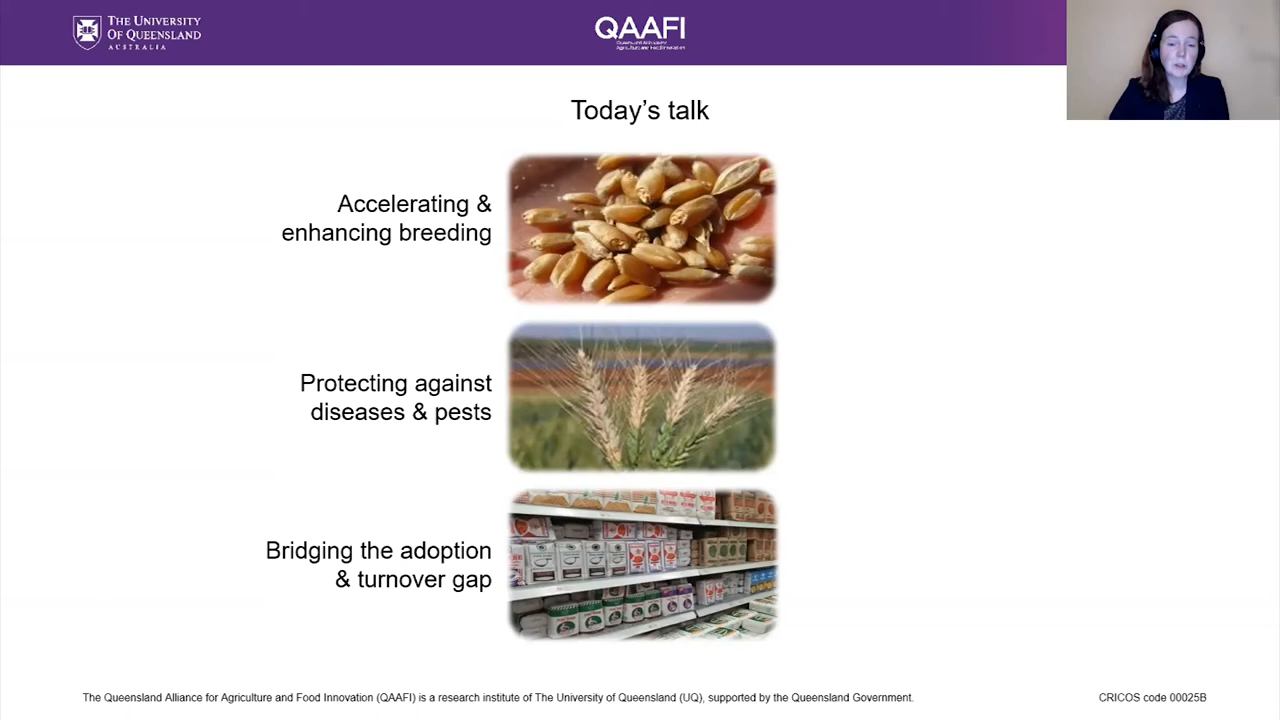 THE UNIVERSITY
OF QUEENSLAND
AUSTRALIA
QAAFI
Today's talk
Accelerating &
enhancing breeding
Protecting against
diseases & pests
Bridging the adoption
& turnover gap
The Queensland Alliance for Agriculture and Food Innovation (QAAFI) is a research institute of The University of Queensland (UQ), supported by the Queensland Government.
CRICOS code 00025B